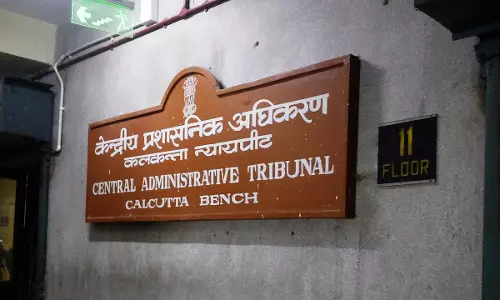 केन्द्रीय प्रशासनिक अधिकरण
कलकत्ता न्यायपीट
CENTRAL ADMINISTRATIVE TRIBUNAL
CALCUTTA BENCH
11
FLOOR